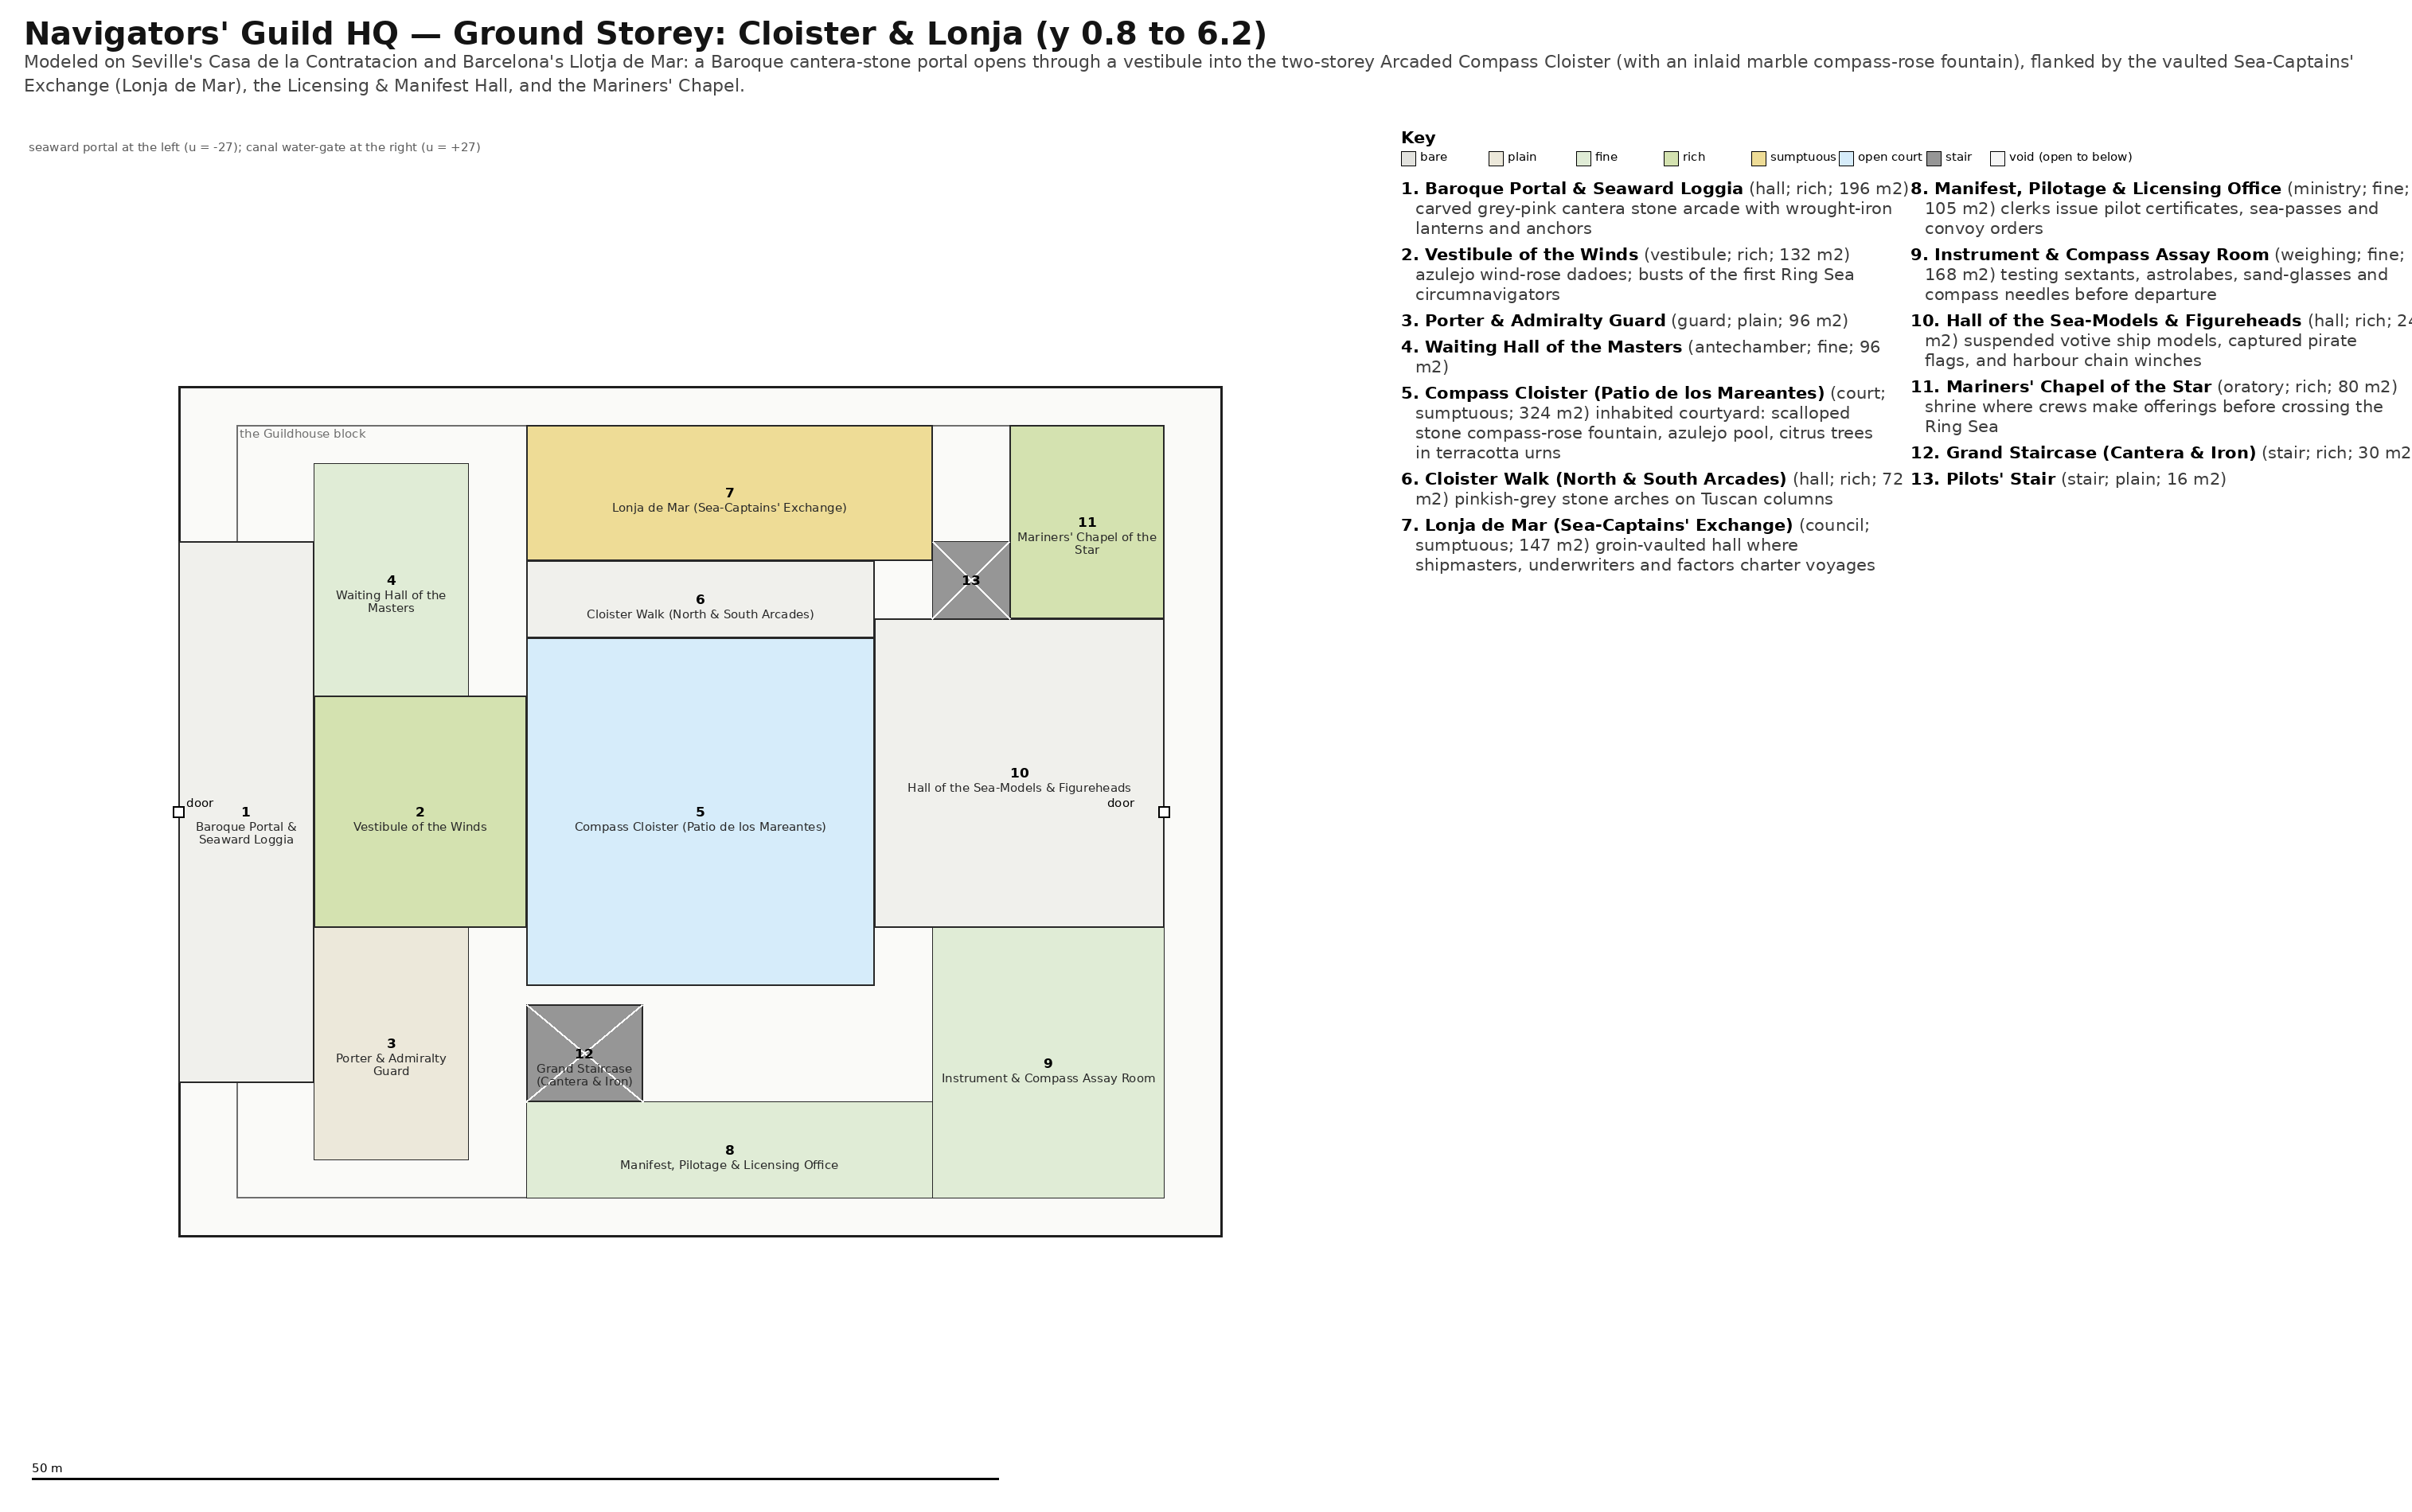 Navigators' Guild HQ — Ground Storey: Cloister & Lonja (y 0.8 to 6.2)
Modeled on Seville's Casa de la Contratacion and Barcelona's Llotja de Mar: a Baroque cantera-stone portal opens through a vestibule into the two-storey Arcaded Compass Cloister (with an inlaid marble compass-rose fountain), flanked by the vaulted Sea-Captains'
Exchange (Lonja de Mar), the Licensing & Manifest Hall, and the Mariners' Chapel.
seaward portal at the left (u = -27); canal water-gate at the right (u = +27)
the Guildhouse block
7
Lonja de Mar (Sea-Captains' Exchange)
11
Mariners' Chapel of the
Star
4
Waiting Hall of the
Masters
13
6
Cloister Walk (North & South Arcades)
10
Hall of the Sea-Models & Figureheads
door
door
1
Baroque Portal &
Seaward Loggia
2
Vestibule of the Winds
5
Compass Cloister (Patio de los Mareantes)
3
Porter & Admiralty
Guard
12
Grand Staircase
(Cantera & Iron)
9
Instrument & Compass Assay Room
8
Manifest, Pilotage & Licensing Office
50 m
Key
bare plain fine rich sumptuous open court stair void (open to below)
1. Baroque Portal & Seaward Loggia (hall; rich; 196 m2)
carved grey-pink cantera stone arcade with wrought-iron
lanterns and anchors
2. Vestibule of the Winds (vestibule; rich; 132 m2)
azulejo wind-rose dadoes; busts of the first Ring Sea
circumnavigators
3. Porter & Admiralty Guard (guard; plain; 96 m2)
4. Waiting Hall of the Masters (antechamber; fine; 96
m2)
5. Compass Cloister (Patio de los Mareantes) (court;
sumptuous; 324 m2) inhabited courtyard: scalloped
stone compass-rose fountain, azulejo pool, citrus trees
in terracotta urns
6. Cloister Walk (North & South Arcades) (hall; rich; 72
m2) pinkish-grey stone arches on Tuscan columns
7. Lonja de Mar (Sea-Captains' Exchange) (council;
sumptuous; 147 m2) groin-vaulted hall where
shipmasters, underwriters and factors charter voyages
8. Manifest, Pilotage & Licensing Office (ministry; fine;
105 m2) clerks issue pilot certificates, sea-passes and
convoy orders
9. Instrument & Compass Assay Room (weighing; fine;
168 m2) testing sextants, astrolabes, sand-glasses and
compass needles before departure
10. Hall of the Sea-Models & Figureheads (hall; rich;
m2) suspended votive ship models, captured pirate
flags, and harbour chain winches
11. Mariners' Chapel of the Star (oratory; rich; 80 m2)
shrine where crews make offerings before crossing the
Ring Sea
12. Grand Staircase (Cantera & Iron) (stair; rich; 30 m2
13. Pilots' Stair (stair; plain; 16 m2)